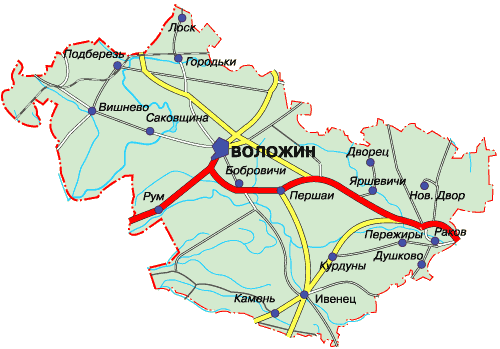 Лоск
Подберезь
Городьки
Вишнево
Саковщина
ВОЛОЖИН
Дворец
Бобровичи
Яршевичи
Нов. Двор
Рум
Першаи
Пережиры
Раков
Душково
Курдуны
Камень
Ивенец